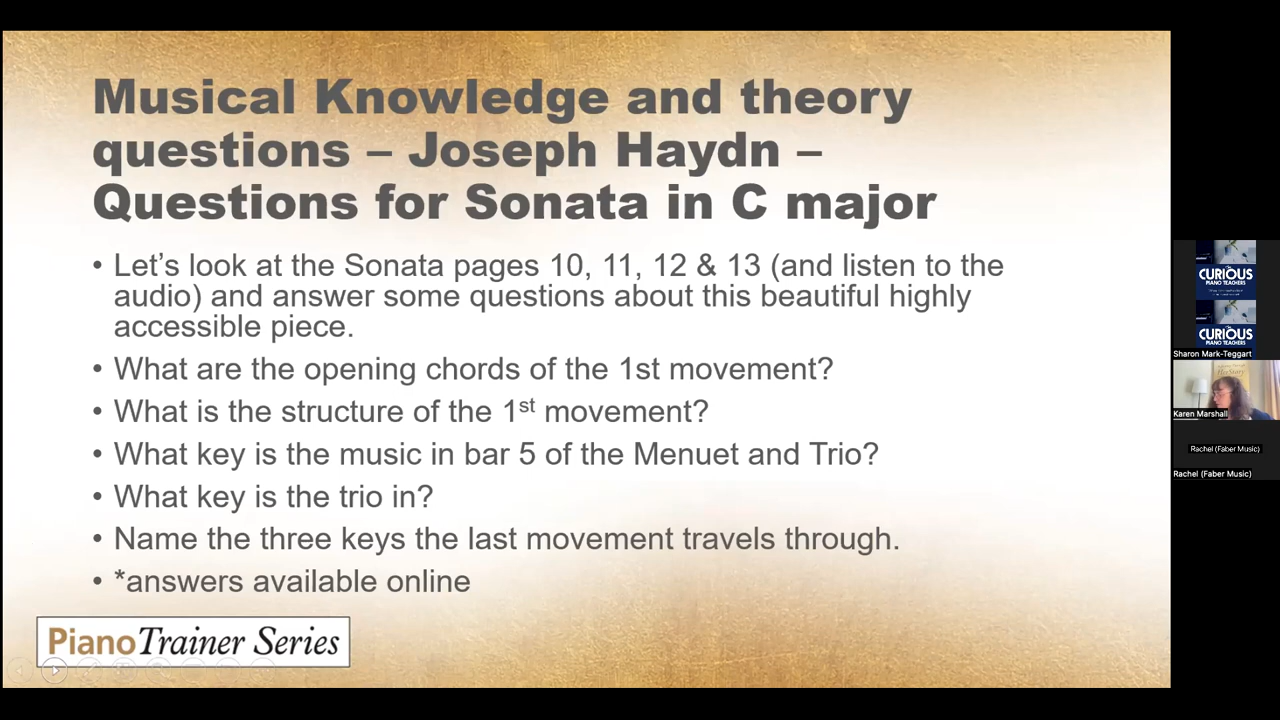 Musical Knowledge and theory
questions – Joseph Haydn –
Questions for Sonata in C major
• Let’s look at the Sonata pages 10, 11, 12 & 13 (and listen to the
audio) and answer some questions about this beautiful highly
accessible piece.
• What are the opening chords of the 1st movement?
• What is the structure of the 1st movement?
• What key is the music in bar 5 of the Menuet and Trio?
• What key is the trio in?
• Name the three keys the last movement travels through.
• *answers available online
PianoTrainer Series
CURIOUS
PIANO TEACHERS
CURIOUS
PIANO TEACHERS
Sharon Mark-Teggart
Karen Marshall
Rachel (Faber Music)
Rachel (Faber Music)